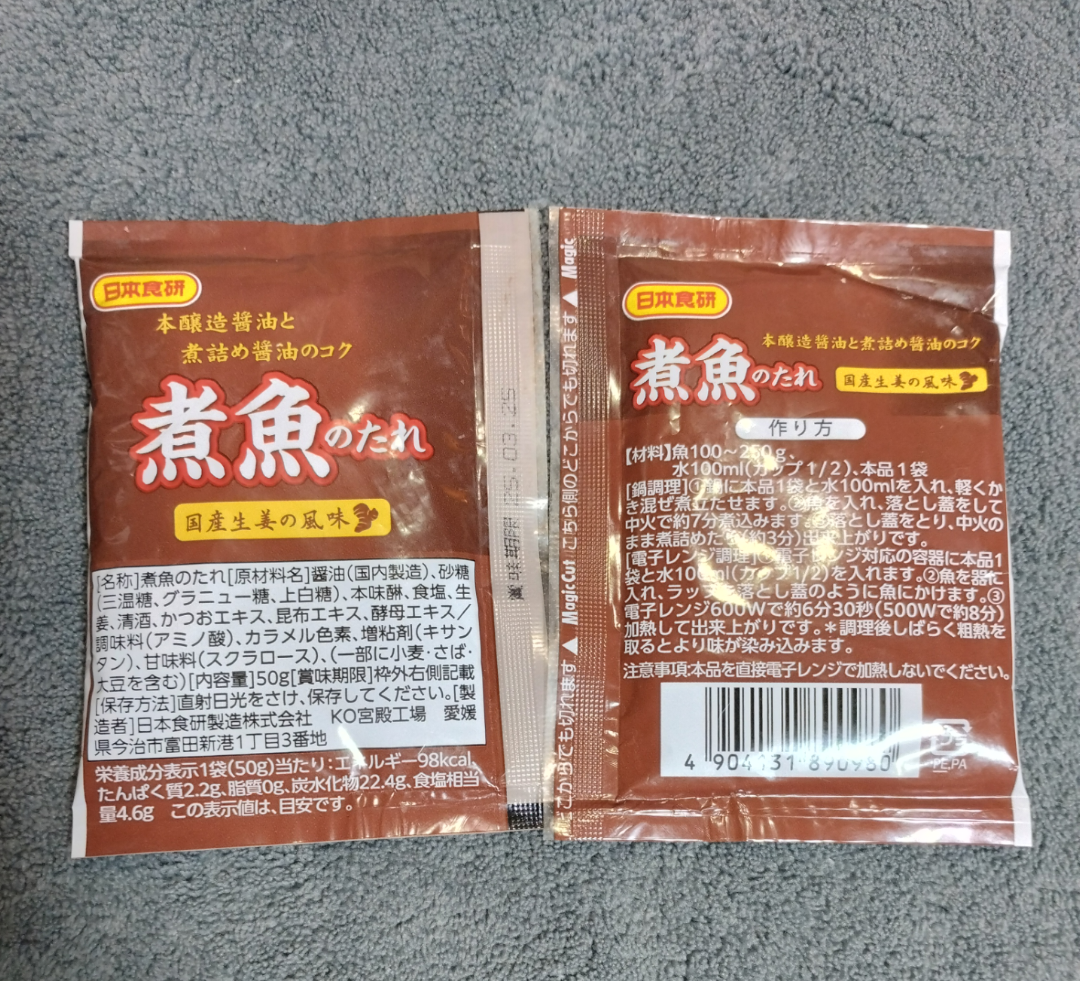 日本食研
本醸造醤油と
煮詰め醤油のコク
煮魚のたれ
国産生姜の風味
[名称]煮魚のたれ[原材料名]醤油(国内製造)、砂糖
(三温糖、グラニュー糖、上白糖)、本味醂、食塩、生
姜、清酒、かつおエキス、昆布エキス、酵母エキス/
調味料(アミノ酸)、カラメル色素、増粘剤(キサン
タン)、甘味料(スクラロース)、(一部に小麦・さば・
大豆を含む)[内容量]50g[賞味期限]枠外右側記載
[保存方法]直射日光をさけ、保存してください。[製
造者]日本食研製造株式会社 KO宮殿工場 愛媛
県今治市富田新港1丁目3番地
栄養成分表示1袋(50g)当たり:エネルギー98kcal、
たんぱく質2.2g、脂質0g、炭水化物22.4g、食塩相当
量4.6g この表示値は、目安です。
賞味期限 25.03.25
どこからでも切れます▲MagicCut こちら側のどこからでも切れます▲Magic
日本食研
本醸造醤油と煮詰め醤油のコク
煮魚のたれ
国産生姜の風味
作り方
【材料】魚100〜250g、
水100ml(カップ1/2)、本品1袋
[鍋調理]①鍋に本品1袋と水100mlを入れ、軽くか
き混ぜ煮立たせます。②魚を入れ、落とし蓋をして
中火で約7分煮込みます。③落とし蓋をとり、中火の
まま煮詰めたら(約3分)出来上がりです。
[電子レンジ調理]①電子レンジ対応の容器に本品1
袋と水100ml(カップ1/2)を入れます。②魚を器に
入れ、ラップを落とし蓋のように魚にかけます。③
電子レンジ600Wで約6分30秒(500Wで約8分)
加熱して出来上がりです。*調理後しばらく粗熱を
取るとより味が染み込みます。
注意事項:本品を直接電子レンジで加熱しないでください。
4 904131 890980
プラ
PE,PA